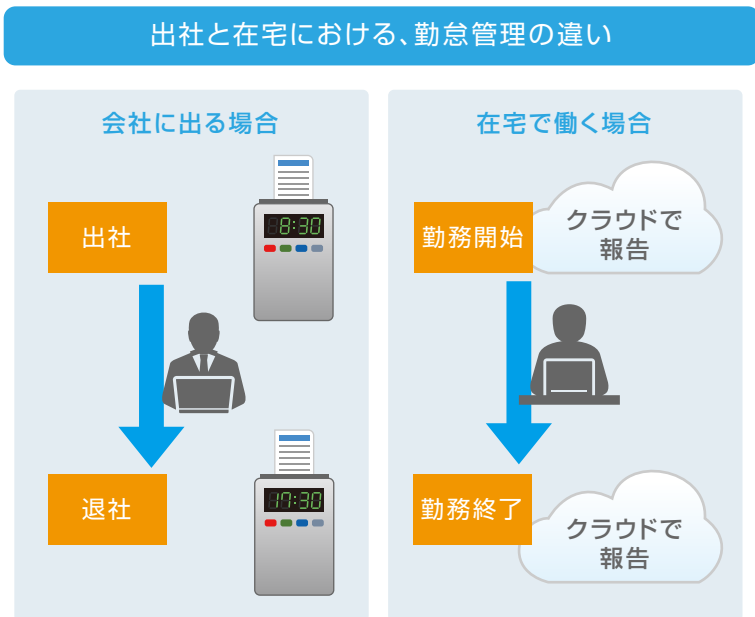 出社と在宅における、勤怠管理の違い
会社に出る場合
出社
8:30
退社
17:30
在宅で働く場合
勤務開始
クラウドで
報告
勤務終了
クラウドで
報告